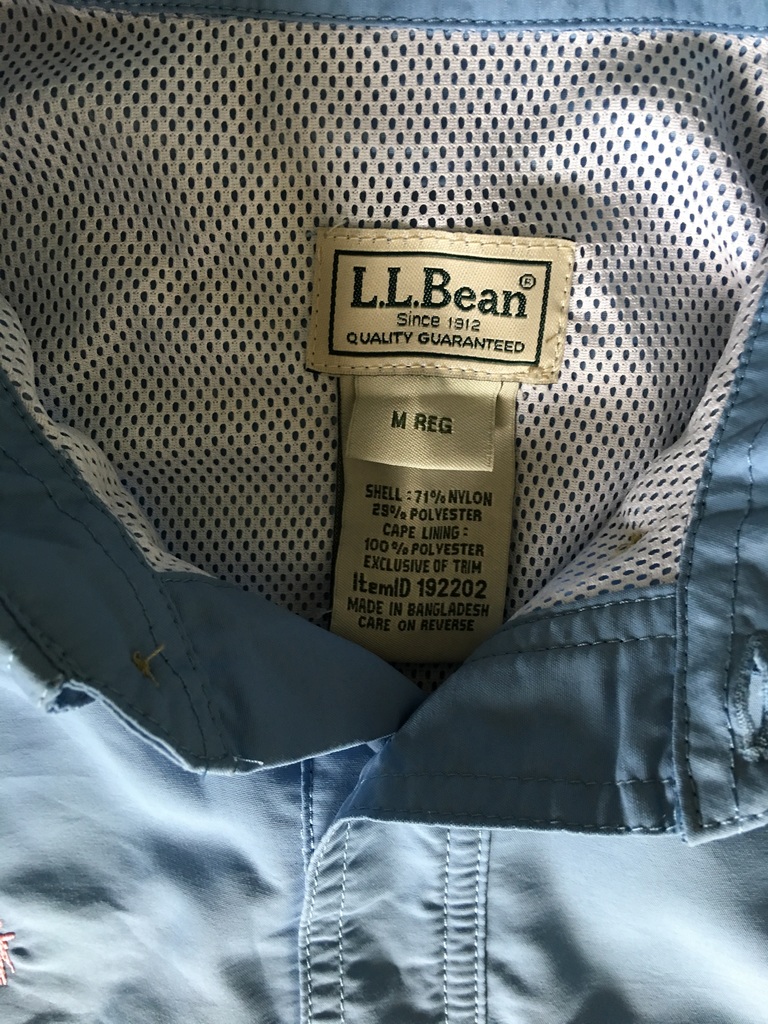 L.L.Bean®
Since 1912
QUALITY GUARANTEED
M REG
SHELL : 71% NYLON
29% POLYESTER
CAPE LINING :
100% POLYESTER
EXCLUSIVE OF TRIM
ItemID 192202
MADE IN BANGLADESH
CARE ON REVERSE